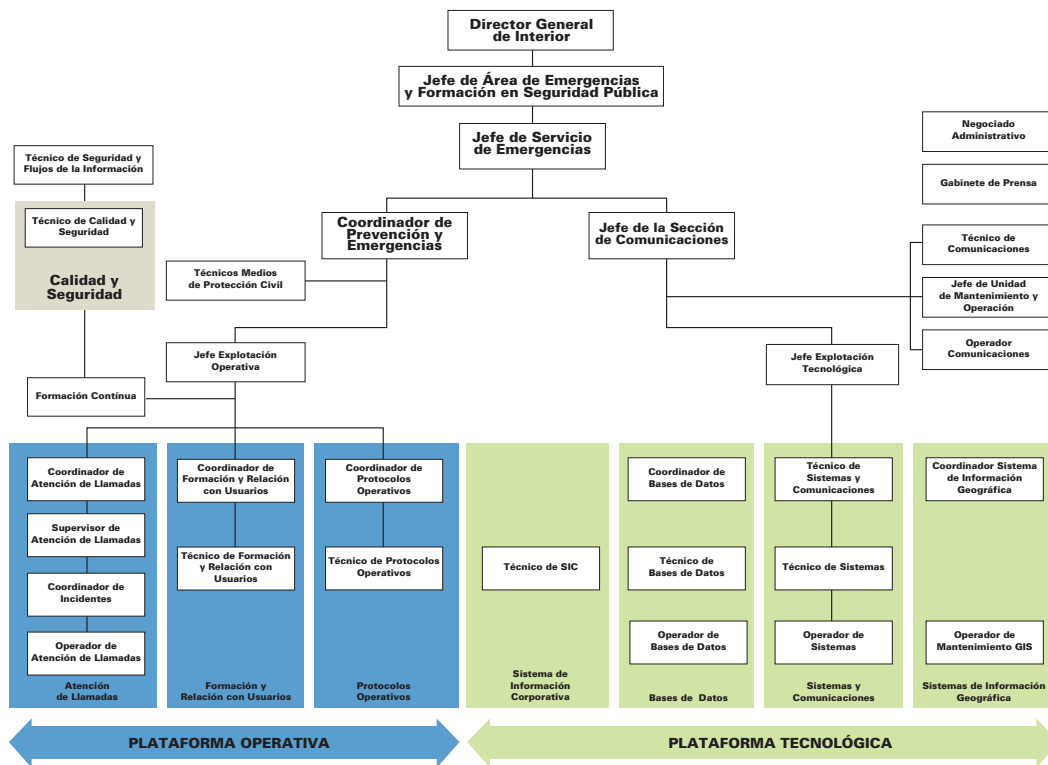 Director General
de Interior
Jefe de Área de Emergencias
y Formación en Seguridad Pública
Jefe de Servicio
de Emergencias
Negociado
Administrativo
Técnico de Seguridad y
Flujos de la Información
Gabinete de Prensa
Técnico de Calidad y
Seguridad
Calidad y
Seguridad
Coordinador de
Prevención y
Emergencias
Jefe de la Sección
de Comunicaciones
Técnico de
Comunicaciones
Técnicos Medios
de Protección Civil
Jefe de Unidad
de Mantenimiento y
Operación
Operador
Comunicaciones
Jefe Explotación
Operativa
Jefe Explotación
Tecnológica
Formación Contínua
Coordinador de
Atención de Llamadas
Supervisor de
Atención de Llamadas
Coordinador de
Incidentes
Operador de
Atención de Llamadas
Atención
de Llamadas
Coordinador de
Formación y Relación
con Usuarios
Técnico de Formación
y Relación con
Usuarios
Formación y
Relación con Usuarios
Coordinador de
Protocolos
Operativos
Técnico de Protocolos
Operativos
Protocolos
Operativos
Técnico de SIC
Sistema de
Información
Corporativa
Coordinador de
Bases de Datos
Técnico de
Bases de Datos
Operador de
Bases de Datos
Bases de Datos
Técnico de
Sistemas y
Comunicaciones
Técnico de Sistemas
Operador de
Sistemas
Sistemas y
Comunicaciones
Coordinador Sistema
de Información
Geográfica
Operador de
Mantenimiento GIS
Sistemas de Información
Geográfica
PLATAFORMA OPERATIVA
PLATAFORMA TECNOLÓGICA